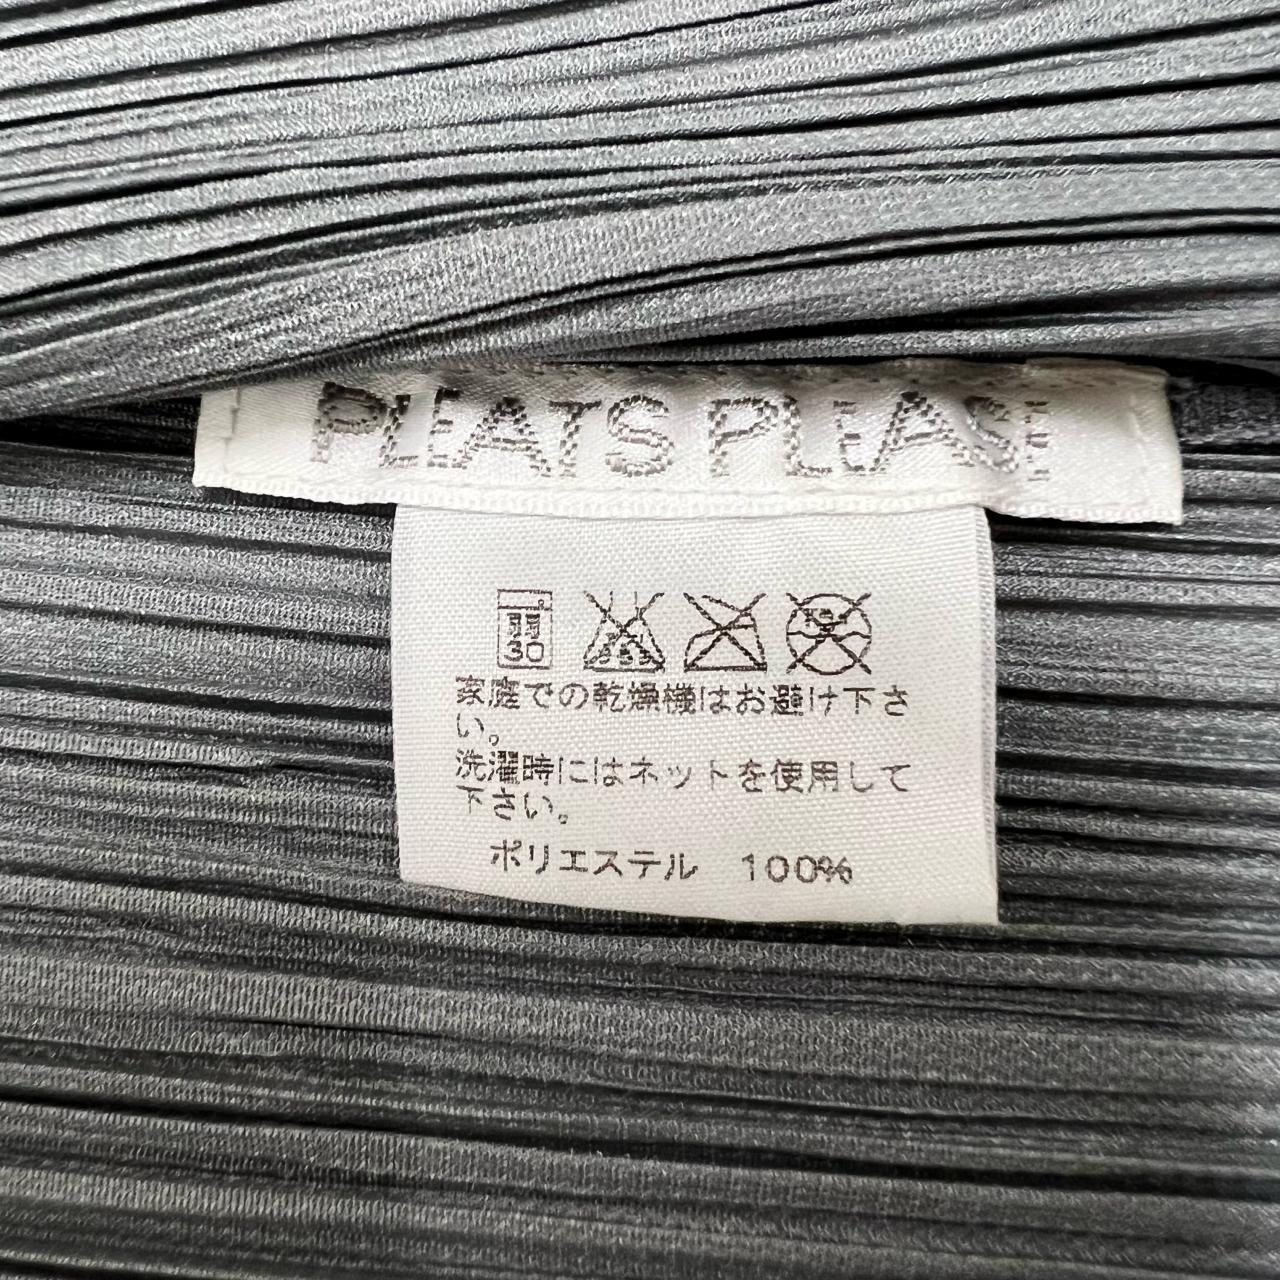 PLEATS PLEASE
弱
30
家庭での乾燥機はお避け下さ
い。
洗濯時にはネットを使用して
下さい。
ポリエステル 100%